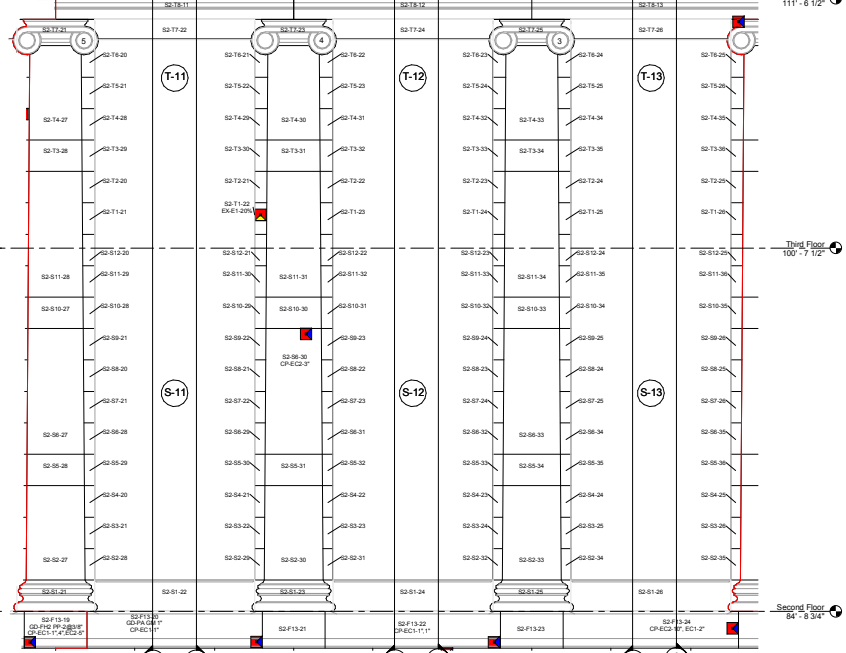 S2-T8-11 S2-T8-12 S2-T8-13
111' - 6 1/2"
S2-T7-21 S2-T7-22 S2-T7-23 S2-T7-24 S2-T7-25 S2-T7-26
5 4 3
S2-T6-20 S2-T6-21 S2-T6-22 S2-T6-23 S2-T6-24 S2-T6-25
T-11 T-12 T-13
S2-T5-21 S2-T5-22 S2-T5-23 S2-T5-24 S2-T5-25 S2-T5-26
S2-T4-27 S2-T4-28 S2-T4-29 S2-T4-30 S2-T4-31 S2-T4-32 S2-T4-33 S2-T4-34 S2-T4-35
S2-T3-28 S2-T3-29 S2-T3-30 S2-T3-31 S2-T3-32 S2-T3-33 S2-T3-34 S2-T3-35 S2-T3-36
S2-T2-20 S2-T2-21 S2-T2-22 S2-T2-23 S2-T2-24 S2-T2-25
S2-T1-21 S2-T1-22 S2-T1-23 S2-T1-24 S2-T1-25 S2-T1-26
EX-E1-20%
Third Floor
100' - 7 1/2"
S2-S12-20 S2-S12-21 S2-S12-22 S2-S12-23 S2-S12-24 S2-S12-25
S2-S11-28 S2-S11-29 S2-S11-30 S2-S11-31 S2-S11-32 S2-S11-33 S2-S11-34 S2-S11-35 S2-S11-36
S2-S10-27 S2-S10-28 S2-S10-29 S2-S10-30 S2-S10-31 S2-S10-32 S2-S10-33 S2-S10-34 S2-S10-35
S2-S9-21 S2-S9-22 S2-S9-23 S2-S9-24 S2-S9-25 S2-S9-26
S2-S6-30
CP-EC2-3"
S2-S8-20 S2-S8-21 S2-S8-22 S2-S8-23 S2-S8-24 S2-S8-25
S-11 S-12 S-13
S2-S7-21 S2-S7-22 S2-S7-23 S2-S7-24 S2-S7-25 S2-S7-26
S2-S6-27 S2-S6-28 S2-S6-29 S2-S6-31 S2-S6-32 S2-S6-33 S2-S6-34 S2-S6-35
S2-S5-28 S2-S5-29 S2-S5-30 S2-S5-31 S2-S5-32 S2-S5-33 S2-S5-34 S2-S5-35 S2-S5-36
S2-S4-20 S2-S4-21 S2-S4-22 S2-S4-23 S2-S4-24 S2-S4-25
S2-S3-21 S2-S3-22 S2-S3-23 S2-S3-24 S2-S3-25 S2-S3-26
S2-S2-27 S2-S2-28 S2-S2-29 S2-S2-30 S2-S2-31 S2-S2-32 S2-S2-33 S2-S2-34 S2-S2-35
S2-S1-21 S2-S1-22 S2-S1-23 S2-S1-24 S2-S1-25 S2-S1-26
Second Floor
84' - 8 3/4"
S2-F13-19
GD-FH2 PP-2@3/8"
CP-EC1-1",4",EC2-5"
S2-F13-20
GD-PA GM 1"
CP-EC1-1"
S2-F13-21
S2-F13-22
CP-EC1-1",1"
S2-F13-23
S2-F13-24
CP-EC2-10", EC1-2"